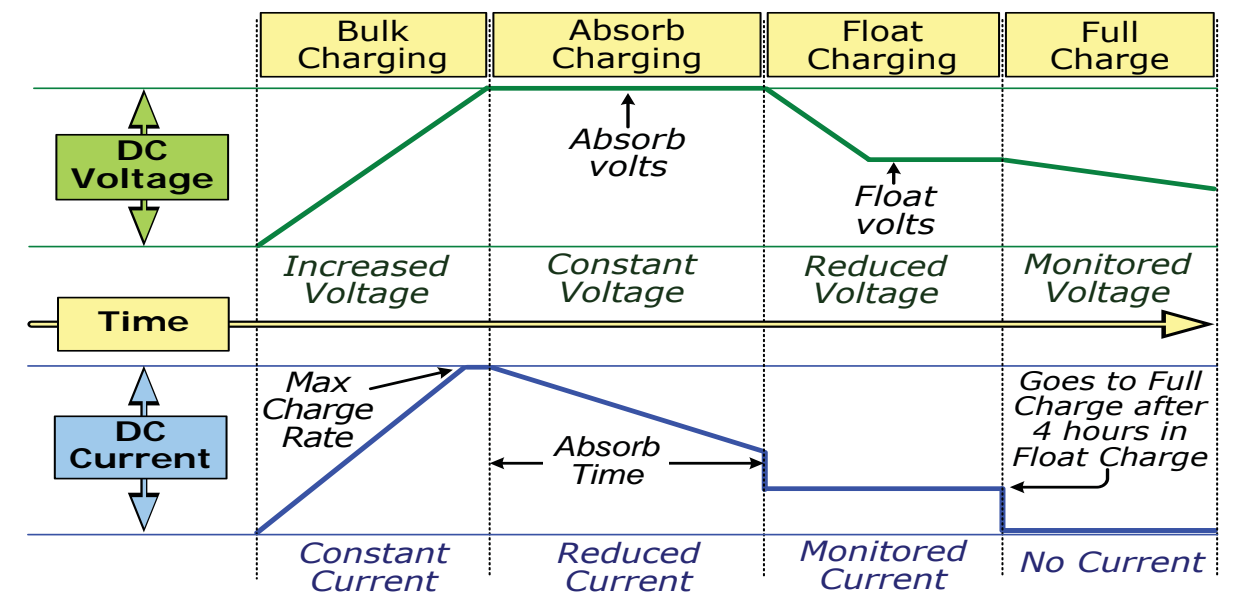 Bulk
Charging
Absorb
Charging
Float
Charging
Full
Charge
DC
Voltage
Absorb
volts
Float
volts
Increased
Voltage
Constant
Voltage
Reduced
Voltage
Monitored
Voltage
Time
DC
Current
Max
Charge
Rate
Absorb
Time
Goes to Full
Charge after
4 hours in
Float Charge
Constant
Current
Reduced
Current
Monitored
Current
No Current